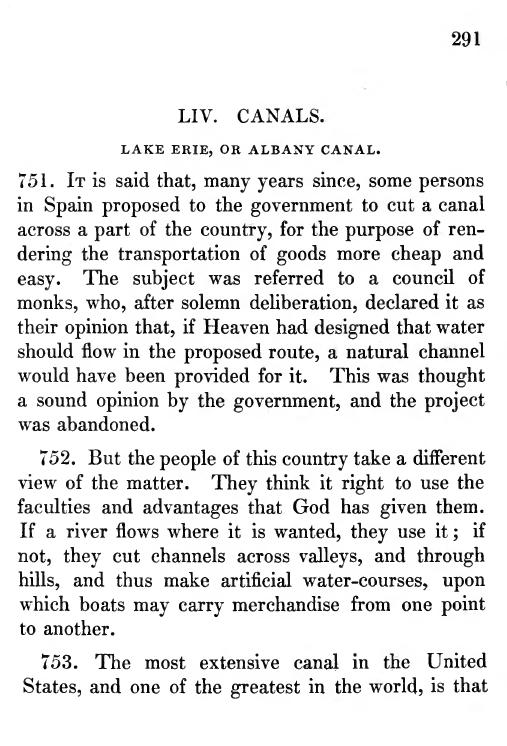 291
LIV. CANALS.
LAKE ERIE, OR ALBANY CANAL.
751. It is said that, many years since, some persons
in Spain proposed to the government to cut a canal
across a part of the country, for the purpose of ren-
dering the transportation of goods more cheap and
easy. The subject was referred to a council of
monks, who, after solemn deliberation, declared it as
their opinion that, if Heaven had designed that water
should flow in the proposed route, a natural channel
would have been provided for it. This was thought
a sound opinion by the government, and the project
was abandoned.
752. But the people of this country take a different
view of the matter. They think it right to use the
faculties and advantages that God has given them.
If a river flows where it is wanted, they use it; if
not, they cut channels across valleys, and through
hills, and thus make artificial water-courses, upon
which boats may carry merchandise from one point
to another.
753. The most extensive canal in the United
States, and one of the greatest in the world, is that